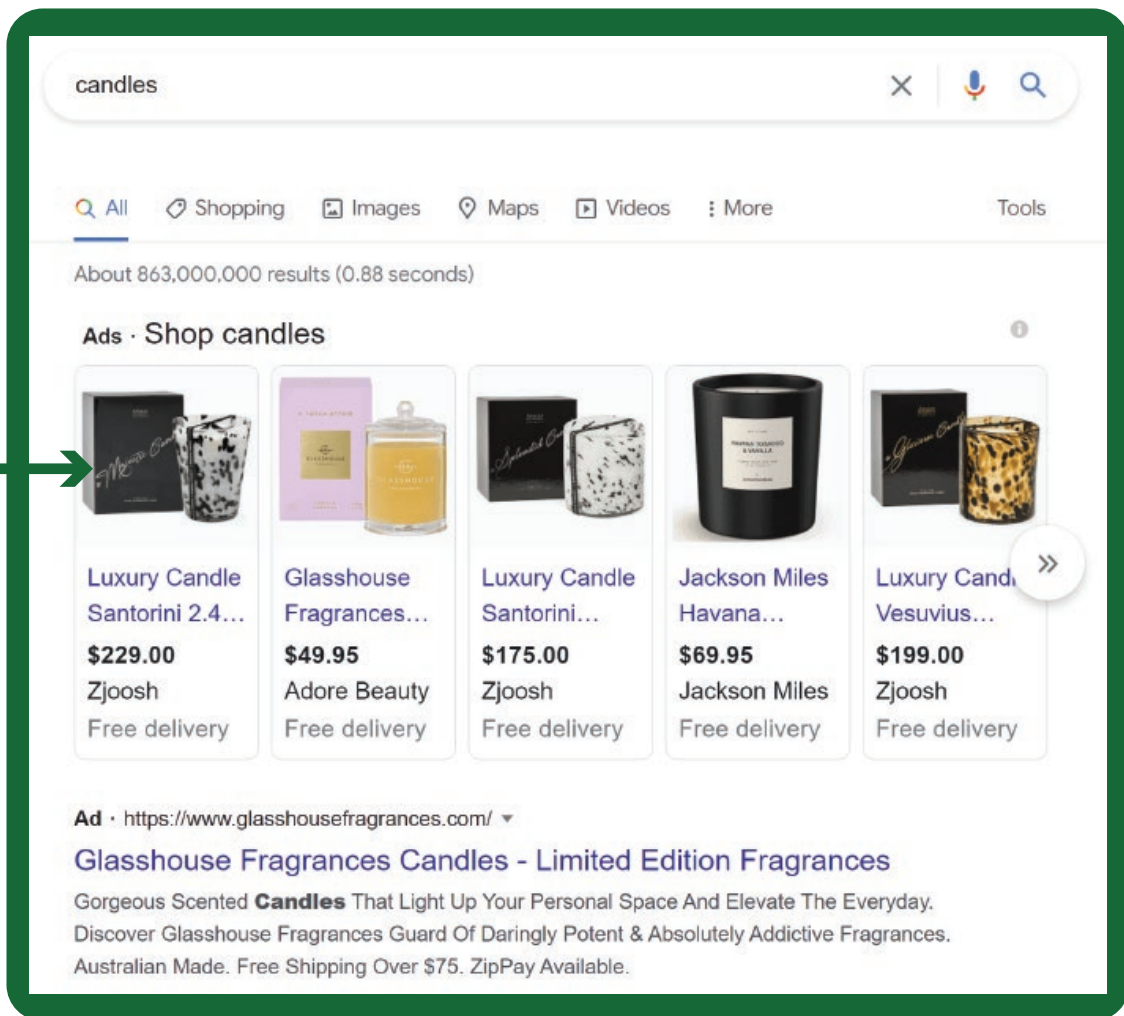 candles
All Shopping Images Maps Videos More Tools
About 863,000,000 results (0.88 seconds)
Ads · Shop candles
GLASSHOUSE
GLASSHOUSE
HAVANA TOBACCO
& VANILLA
Luxury Candle
Santorini 2.4...
$229.00
Zjoosh
Free delivery
Glasshouse
Fragrances...
$49.95
Adore Beauty
Free delivery
Luxury Candle
Santorini...
$175.00
Zjoosh
Free delivery
Jackson Miles
Havana...
$69.95
Jackson Miles
Free delivery
Luxury Candl
Vesuvius...
$199.00
Zjoosh
Free delivery
Ad · https://www.glasshousefragrances.com/
Glasshouse Fragrances Candles - Limited Edition Fragrances
Gorgeous Scented Candles That Light Up Your Personal Space And Elevate The Everyday.
Discover Glasshouse Fragrances Guard Of Daringly Potent & Absolutely Addictive Fragrances.
Australian Made. Free Shipping Over $75. ZipPay Available.